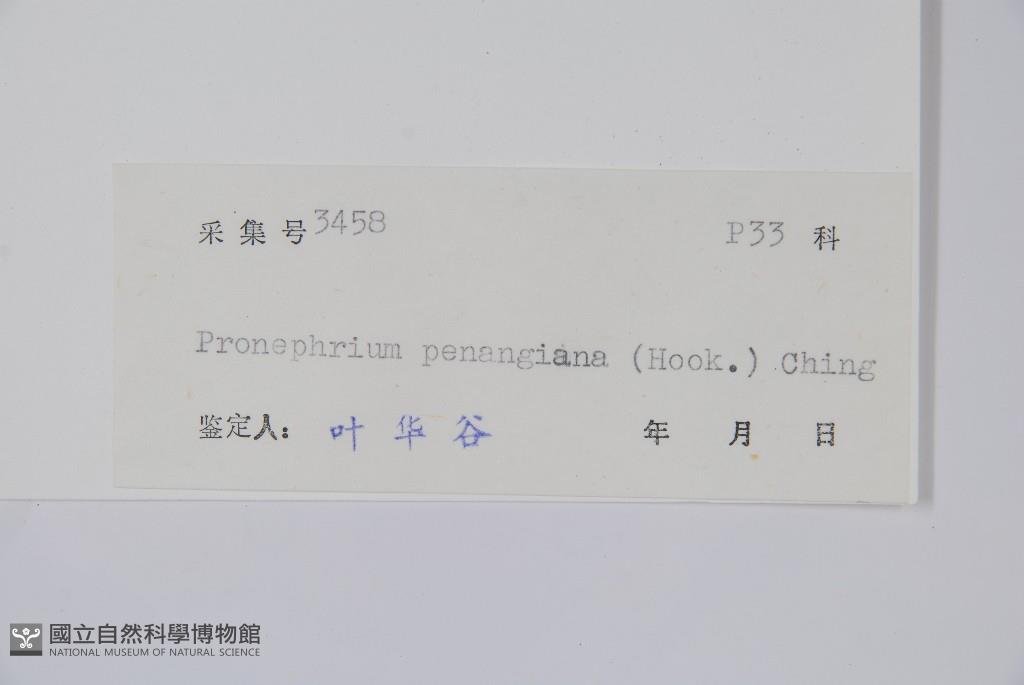 采集号3458 P33 科
Pronephrium penangiana (Hook.) Ching
鉴定人: 叶华谷 年 月 日
國立自然科學博物館
NATIONAL MUSEUM OF NATURAL SCIENCE